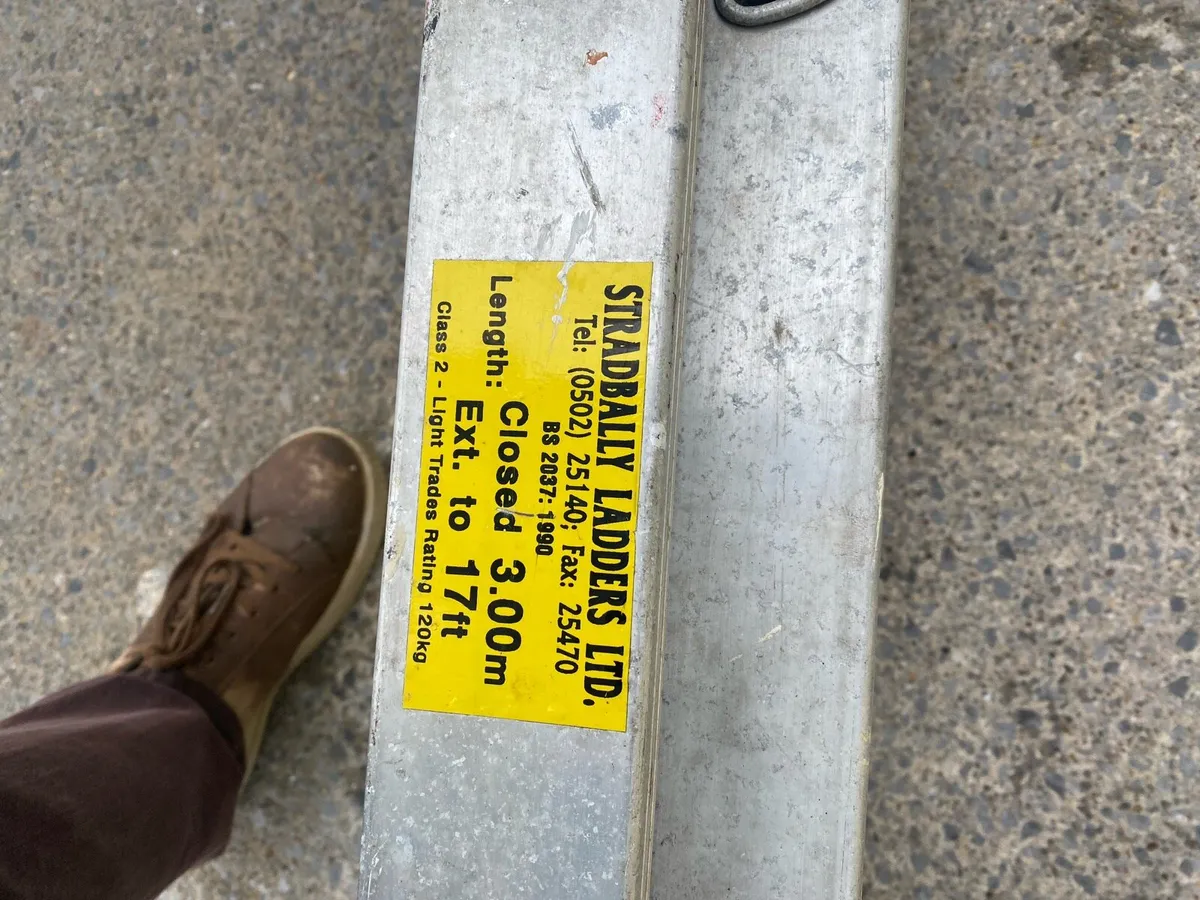 STRADBALLY LADDERS LTD.
Tel: (0502) 25140; Fax: 25470
BS 2037: 1990
Length: Closed 3.00m
Ext. to 17ft
Class 2 - Light Trades Rating 120kg